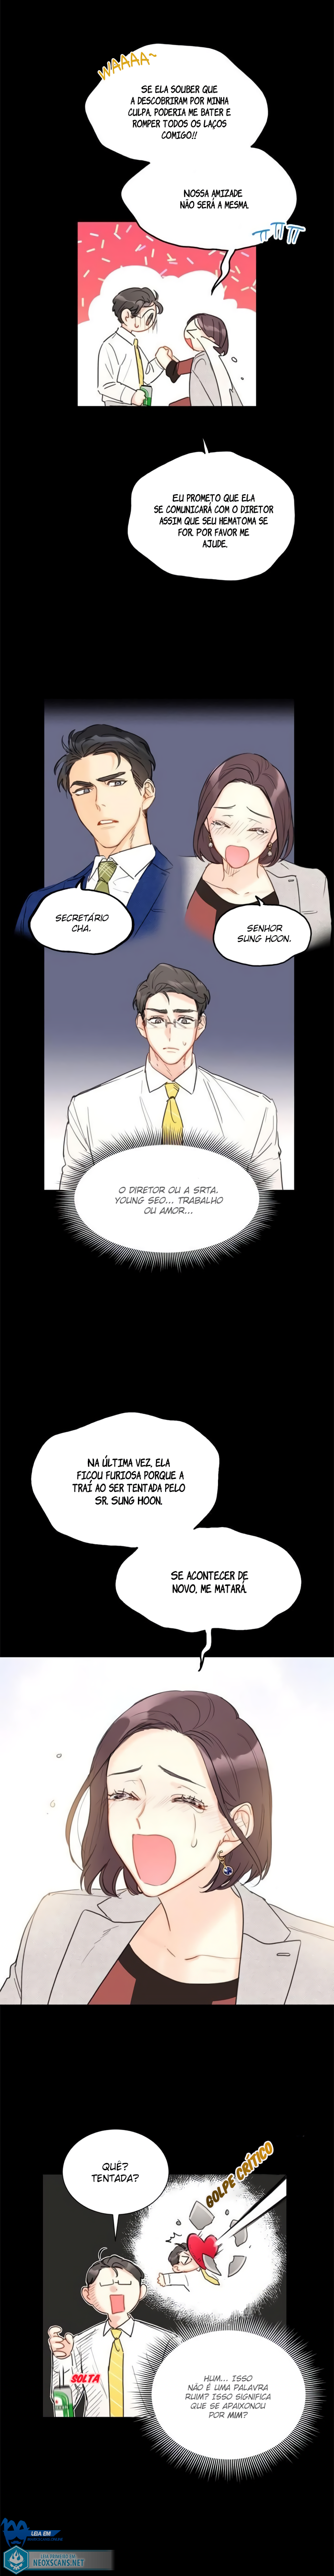 WAAAA~
SE ELA SOUBER QUE
A DESCOBRIRAM POR MINHA
CULPA, PODERIA ME BATER E
ROMPER TODOS OS LAÇOS
COMIGO!!
NOSSA AMIZADE
NÃO SERÁ A MESMA.
EU PROMETO QUE ELA
SE COMUNICARÁ COM O DIRETOR
ASSIM QUE SEU HEMATOMA SE
FOR. POR FAVOR ME
AJUDE.
SECRETÁRIO
CHA.
SENHOR
SUNG HOON.
O DIRETOR OU A SRTA.
YOUNG SEO... TRABALHO
OU AMOR...
NA ÚLTIMA VEZ, ELA
FICOU FURIOSA PORQUE A
TRAÍ AO SER TENTADA PELO
SR. SUNG HOON.
SE ACONTECER DE
NOVO, ME MATARÁ.
QUÊ?
TENTADA?
GOLPE CRÍTICO
SOLTA
HUM... ISSO
NÃO É UMA PALAVRA
RUIM? ISSO SIGNIFICA
QUE SE APAIXONOU
POR MIM?
LEIA EM
NEOXSCANS.NET